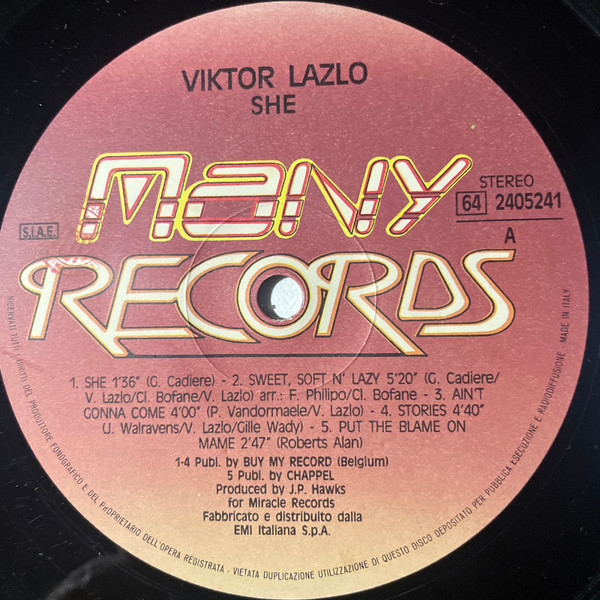 VIKTOR LAZLO
SHE
MANY
RECORDS
STEREO
64 2405241
S.I.A.E.
A
1. SHE 1'36" (G. Cadiere) - 2. SWEET, SOFT N' LAZY 5'20" (G. Cadiere/
V. Lazlo/Cl. Bofane/V. Lazlo) arr.: F. Philipo/Cl. Bofane - 3. AIN'T
GONNA COME 4'00" (P. Vandormaele/V. Lazlo) - 4. STORIES 4'40"
U. Walravens/V. Lazlo/Gille Wady) - 5. PUT THE BLAME ON
MAME 2'47" (Roberts Alan)
1-4 Publ. by BUY MY RECORD (Belgium)
5 Publ. by CHAPPEL
Produced by J.P. Hawks
for Miracle Records
Fabbricato e distribuito dalla
EMI Italiana S.p.A.
RISERVATI TUTTI I DIRITTI DEL PRODUTTORE FONOGRAFICO E DEL PROPRIETARIO DELL'OPERA REGISTRATA - VIETATA DUPLICAZIONE UTILIZZAZIONE DI QUESTO DISCO DEPOSITATO PER PUBBLICA ESECUZIONE E RADIODIFFUSIONE - MADE IN ITALY